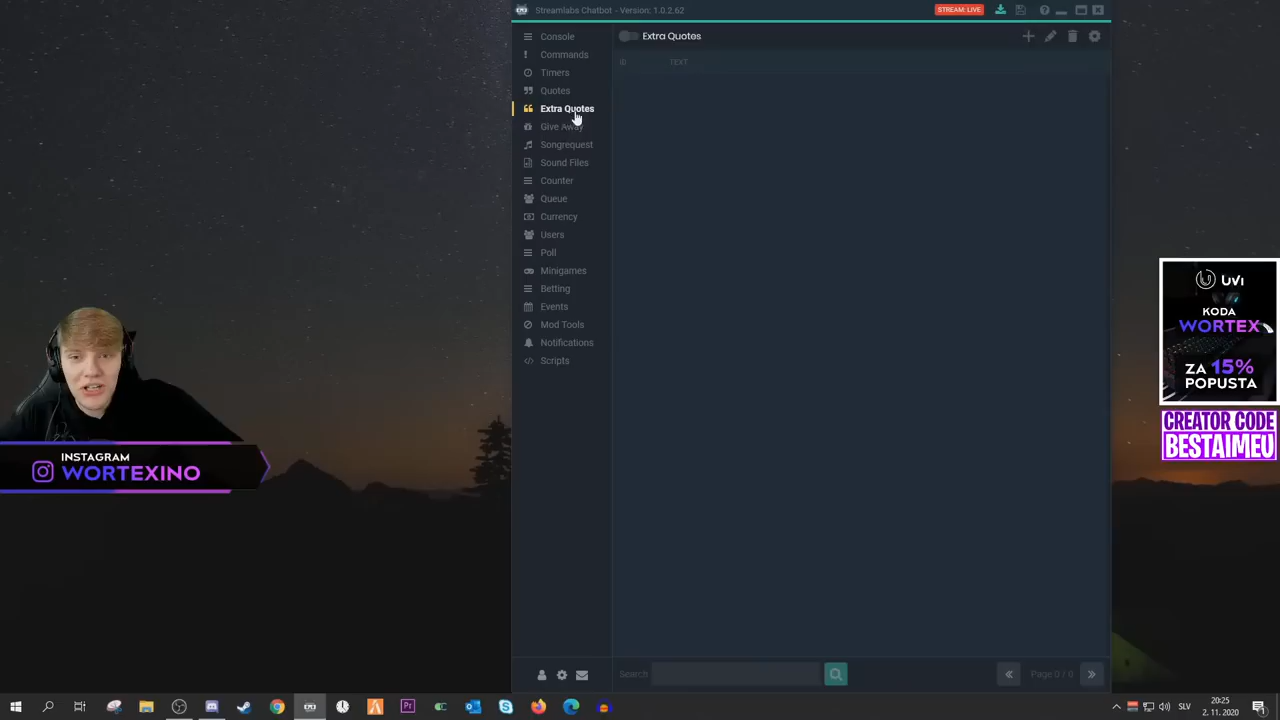 Streamlabs Chatbot - Version: 1.0.2.62
STREAM: LIVE
Console
Commands
Timers
Quotes
Extra Quotes
Give Away
Songrequest
Sound Files
Counter
Queue
Currency
Users
Poll
Minigames
Betting
Events
Mod Tools
Notifications
Scripts
Extra Quotes
ID TEXT
Search
Page 0 / 0
INSTAGRAM
WORTEXINO
UVI
KODA
WORTEX
ZA 15%
POPUSTA
CREATOR CODE
BESTAIMEU
SLV
20:25
2. 11. 2020